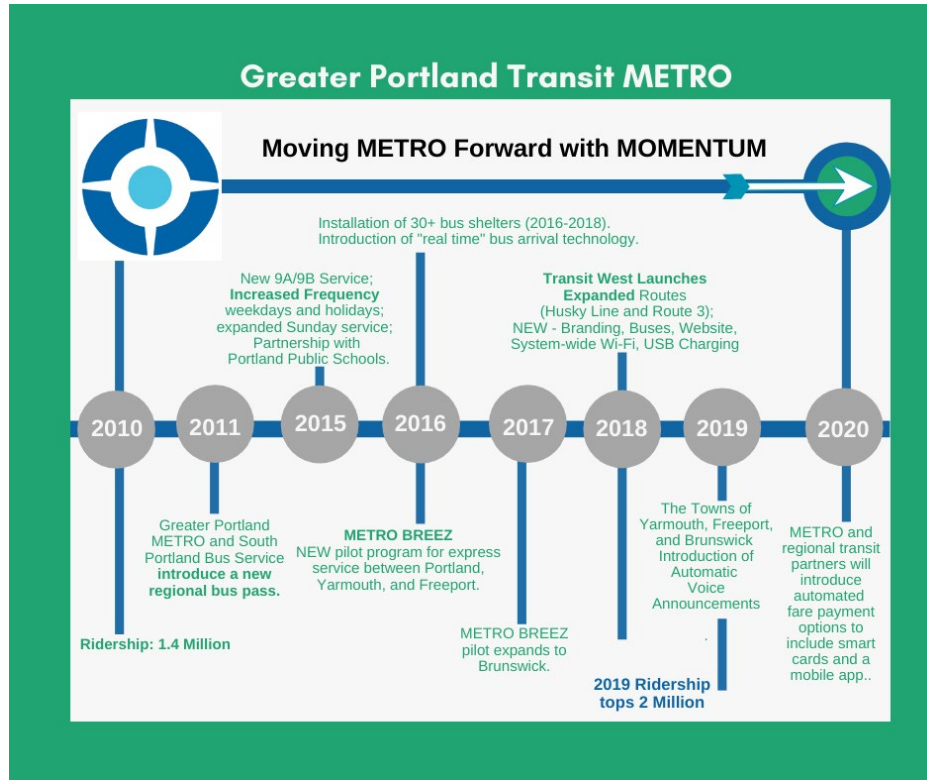 Greater Portland Transit METRO
Moving METRO Forward with MOMENTUM
Installation of 30+ bus shelters (2016-2018).
Introduction of "real time" bus arrival technology.
New 9A/9B Service;
Increased Frequency
weekdays and holidays;
expanded Sunday service;
Partnership with
Portland Public Schools.
Transit West Launches
Expanded Routes
(Husky Line and Route 3);
NEW - Branding, Buses, Website,
System-wide Wi-Fi, USB Charging
2010
2011
2015
2016
2017
2018
2019
2020
Ridership: 1.4 Million
Greater Portland
METRO and South
Portland Bus Service
introduce a new
regional bus pass.
METRO BREEZ
NEW pilot program for express
service between Portland,
Yarmouth, and Freeport.
METRO BREEZ
pilot expands to
Brunswick.
The Towns of
Yarmouth, Freeport,
and Brunswick
Introduction of
Automatic
Voice
Announcements
2019 Ridership
tops 2 Million
METRO and
regional transit
partners will
introduce
automated
fare payment
options to
include smart
cards and a
mobile app..